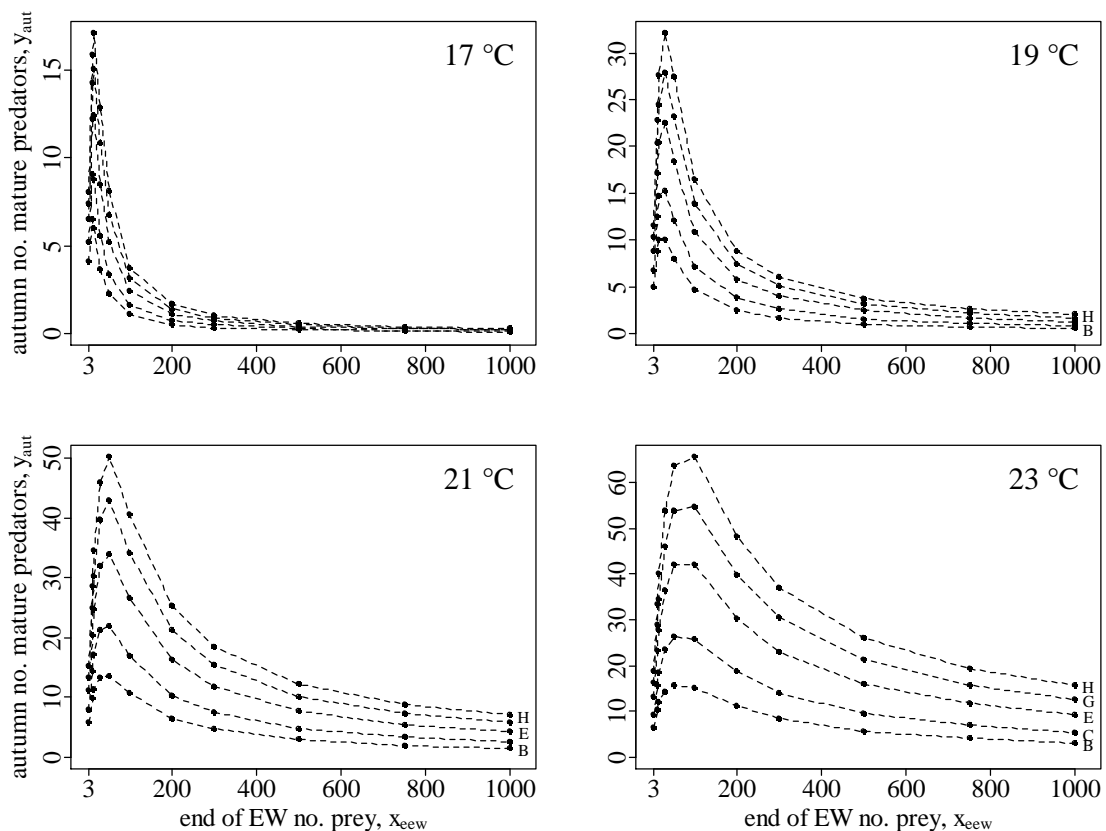 autumn no. mature predators, y_aut
17 °C
15
10
5
0
3 200 400 600 800 1000
19 °C
30
25
20
15
10
5
0
H
B
3 200 400 600 800 1000
autumn no. mature predators, y_aut
21 °C
50
40
30
20
10
0
H
E
B
3 200 400 600 800 1000
end of EW no. prey, x_eew
23 °C
60
50
40
30
20
10
0
H
G
E
C
B
3 200 400 600 800 1000
end of EW no. prey, x_eew